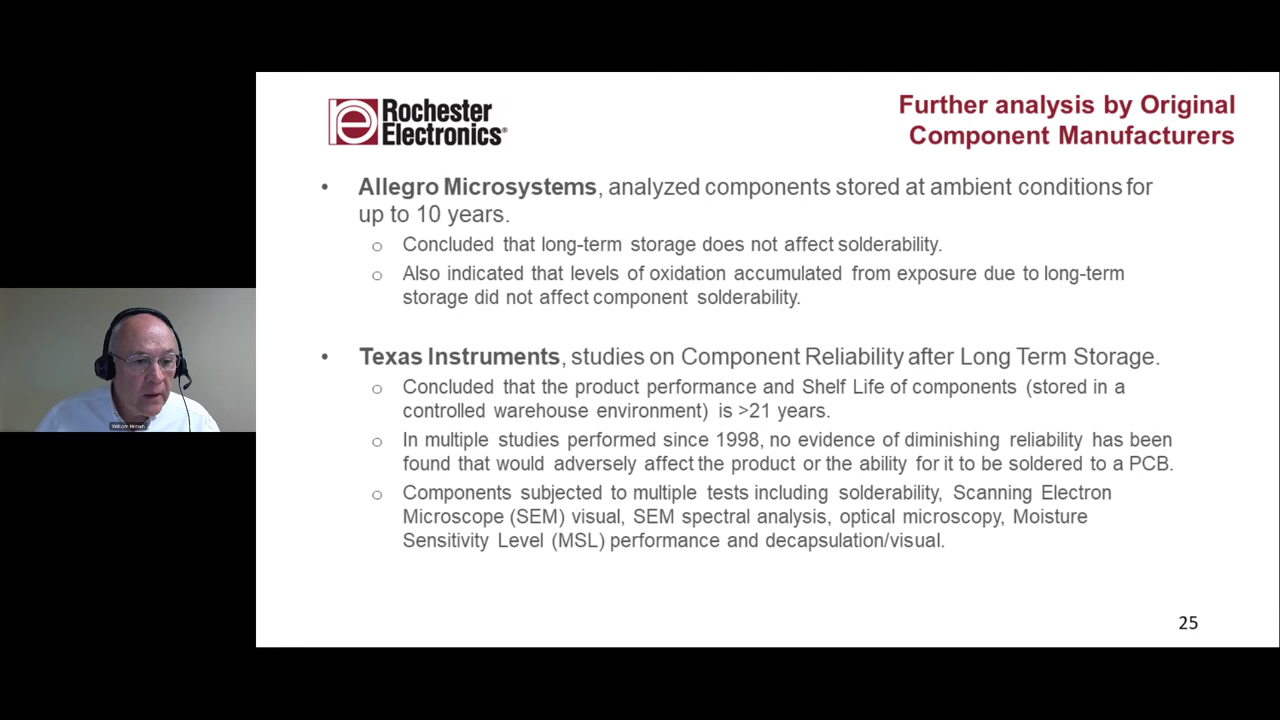 Rochester
Electronics®
Further analysis by Original
Component Manufacturers
• Allegro Microsystems, analyzed components stored at ambient conditions for
up to 10 years.
o Concluded that long-term storage does not affect solderability.
o Also indicated that levels of oxidation accumulated from exposure due to long-term
storage did not affect component solderability.
• Texas Instruments, studies on Component Reliability after Long Term Storage.
o Concluded that the product performance and Shelf Life of components (stored in a
controlled warehouse environment) is >21 years.
o In multiple studies performed since 1998, no evidence of diminishing reliability has been
found that would adversely affect the product or the ability for it to be soldered to a PCB.
o Components subjected to multiple tests including solderability, Scanning Electron
Microscope (SEM) visual, SEM spectral analysis, optical microscopy, Moisture
Sensitivity Level (MSL) performance and decapsulation/visual.
William Brown
25